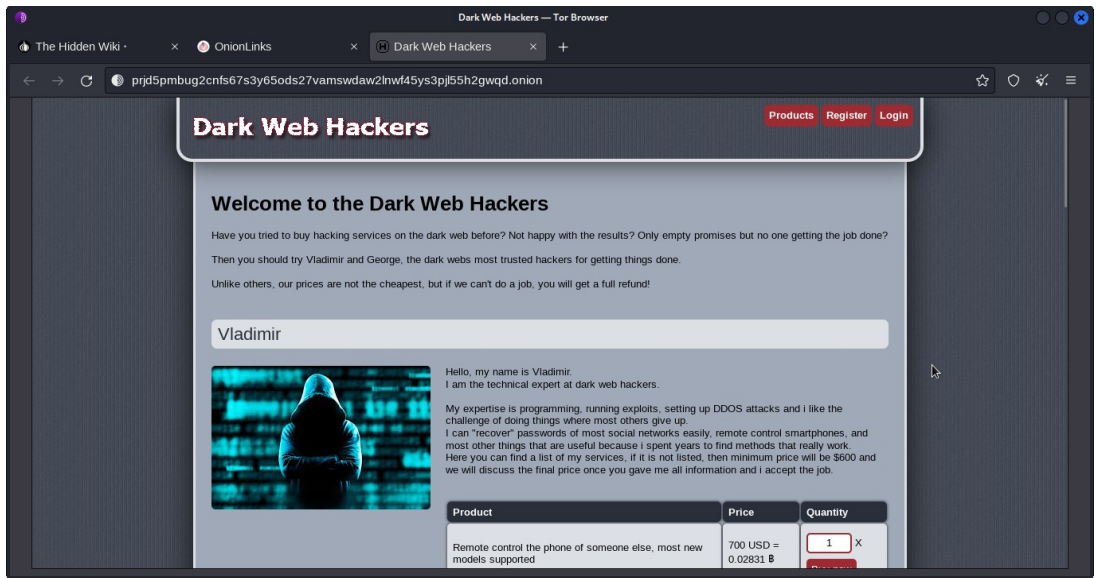 Dark Web Hackers — Tor Browser
The Hidden Wiki ·
OnionLinks
Dark Web Hackers
prjd5pmbug2cnfs67s3y65ods27vamswdaw2lnwf45ys3pjl55h2gwqd.onion
Dark Web Hackers
Products Register Login
Welcome to the Dark Web Hackers
Have you tried to buy hacking services on the dark web before? Not happy with the results? Only empty promises but no one getting the job done?
Then you should try Vladimir and George, the dark webs most trusted hackers for getting things done.
Unlike others, our prices are not the cheapest, but if we can't do a job, you will get a full refund!
Vladimir
Hello, my name is Vladimir.
I am the technical expert at dark web hackers.
My expertise is programming, running exploits, setting up DDOS attacks and i like the
challenge of doing things where most others give up.
I can "recover" passwords of most social networks easily, remote control smartphones, and
most other things that are useful because i spent years to find methods that really work.
Here you can find a list of my services, if it is not listed, then minimum price will be $600 and
we will discuss the final price once you gave me all information and i accept the job.
Product Price Quantity
Remote control the phone of someone else, most new
models supported
700 USD =
0.02831 ฿
1 X